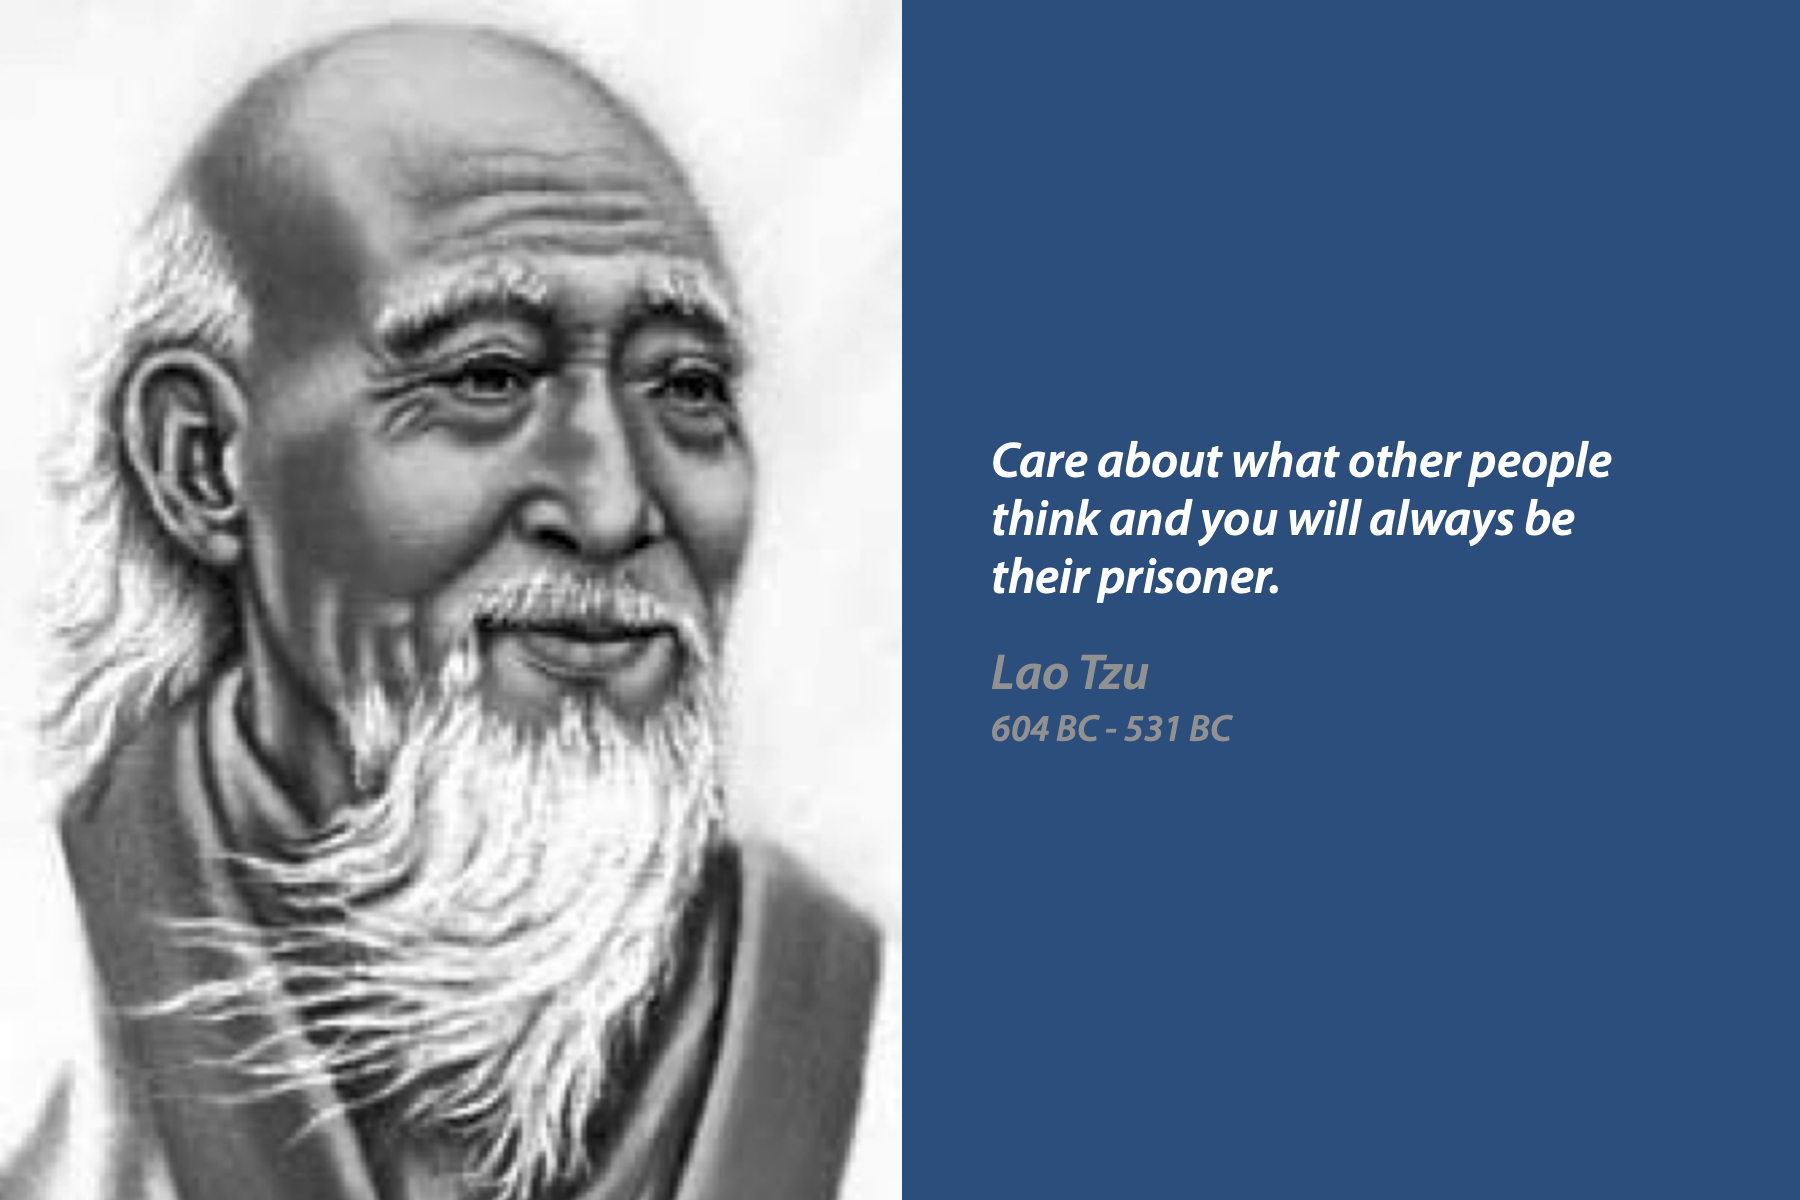 Care about what other people
think and you will always be
their prisoner.
Lao Tzu
604 BC - 531 BC